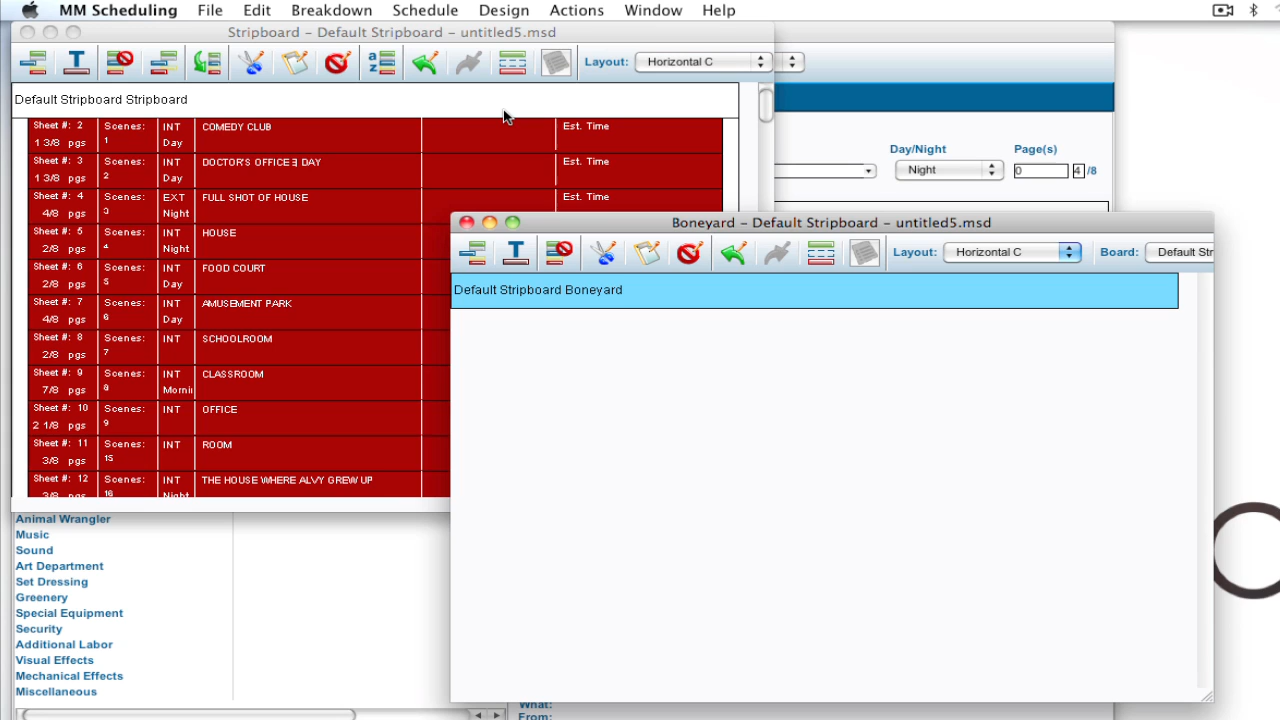 MM Scheduling File Edit Breakdown Schedule Design Actions Window Help
Stripboard – Default Stripboard – untitled5.msd
Layout: Horizontal C
Default Stripboard Stripboard
Sheet #: 2 Scenes: INT COMEDY CLUB Est. Time
1 3/8 pgs 1 Day
Sheet #: 3 Scenes: INT DOCTOR'S OFFICE Ǝ DAY Est. Time
1 3/8 pgs 2 Day
Sheet #: 4 Scenes: EXT FULL SHOT OF HOUSE Est. Time
4/8 pgs 3 Night
Sheet #: 5 Scenes: INT HOUSE
2/8 pgs 4 Night
Sheet #: 6 Scenes: INT FOOD COURT
2/8 pgs 5 Day
Sheet #: 7 Scenes: INT AMUSEMENT PARK
4/8 pgs 6 Day
Sheet #: 8 Scenes: INT SCHOOLROOM
2/8 pgs 7
Sheet #: 9 Scenes: INT CLASSROOM
7/8 pgs 8 Morni
Sheet #: 10 Scenes: INT OFFICE
2 1/8 pgs 9
Sheet #: 11 Scenes: INT ROOM
3/8 pgs 15
Sheet #: 12 Scenes: INT THE HOUSE WHERE ALVY GREW UP
3/8 pgs 16 Night
Day/Night Page(s)
Night 0 4 /8
Boneyard – Default Stripboard – untitled5.msd
Layout: Horizontal C Board: Default Str
Default Stripboard Boneyard
Animal Wrangler
Music
Sound
Art Department
Set Dressing
Greenery
Special Equipment
Security
Additional Labor
Visual Effects
Mechanical Effects
Miscellaneous
What:
From: